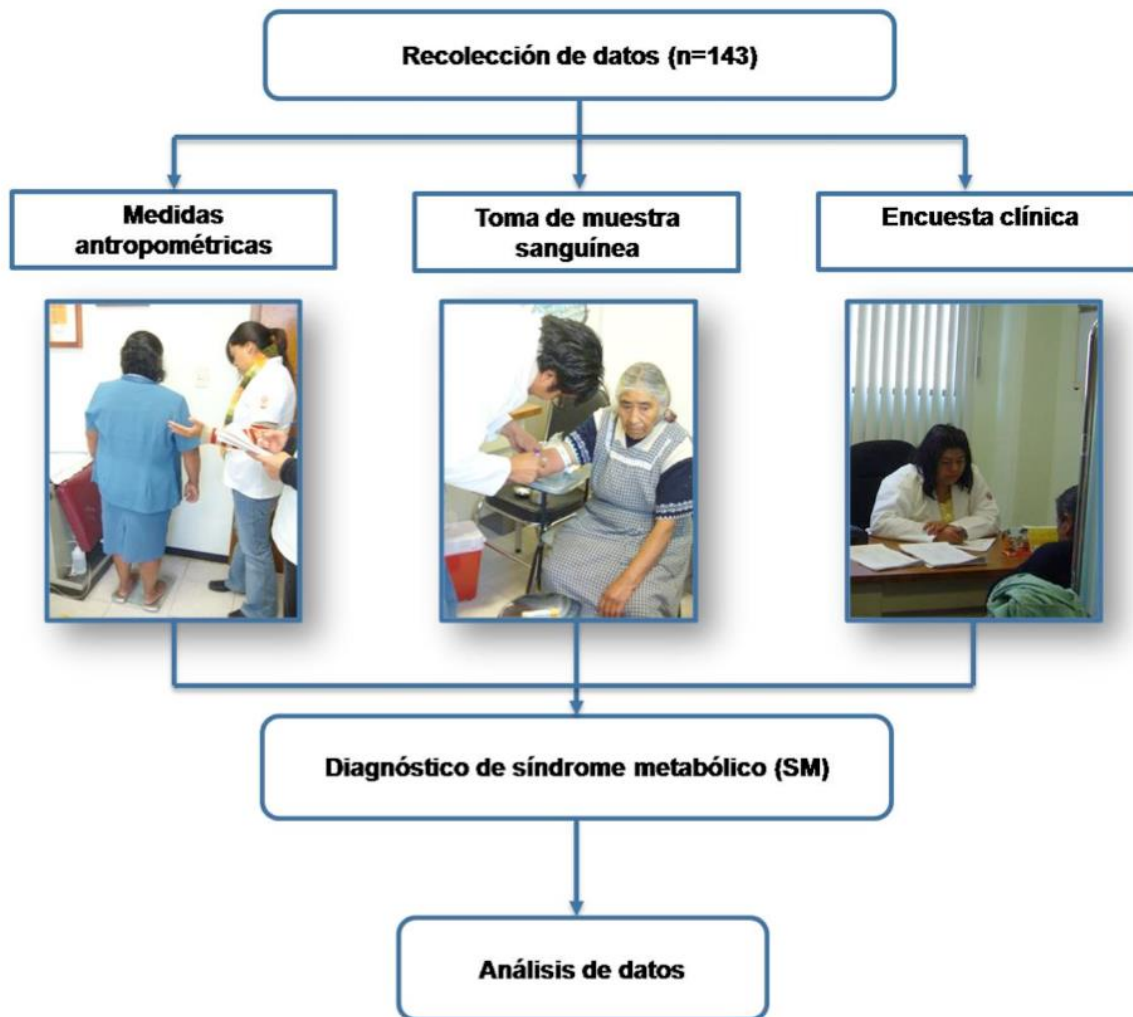 Recolección de datos (n=143)
Medidas
antropométricas
Toma de muestra
sanguínea
Encuesta clínica
Diagnóstico de síndrome metabólico (SM)
Análisis de datos